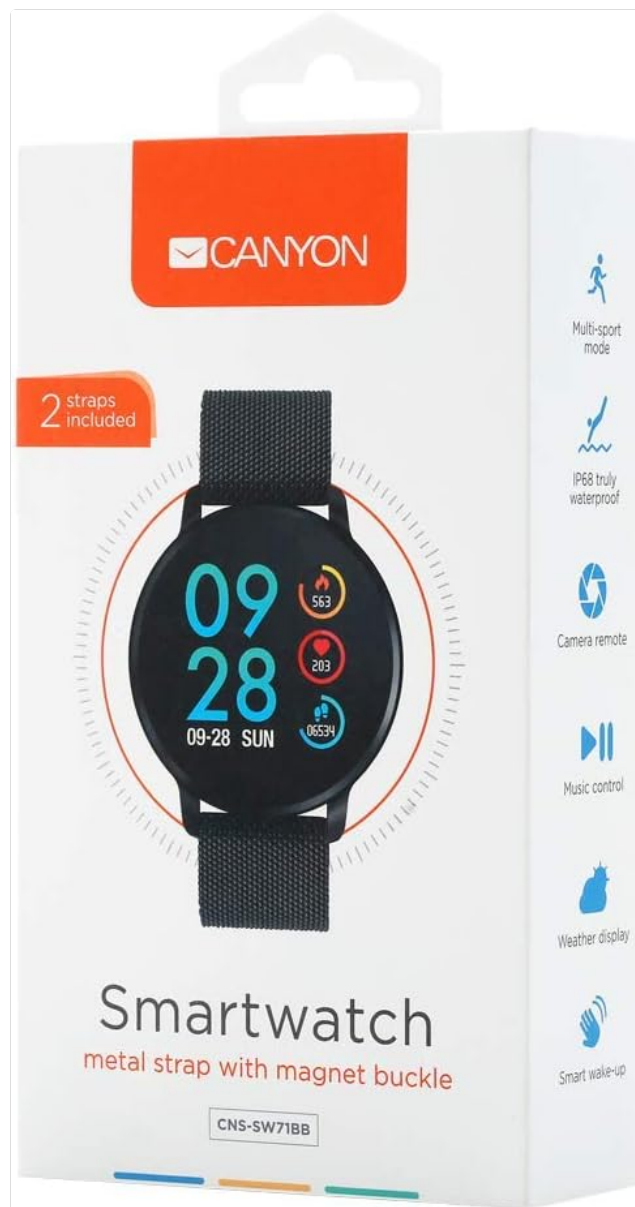 CANYON
2 straps
included
09
28
09-28 SUN
563
203
06534
Smartwatch
metal strap with magnet buckle
CNS-SW71BB
Multi-sport
mode
IP68 truly
waterproof
Camera remote
Music control
Weather display
Smart wake-up